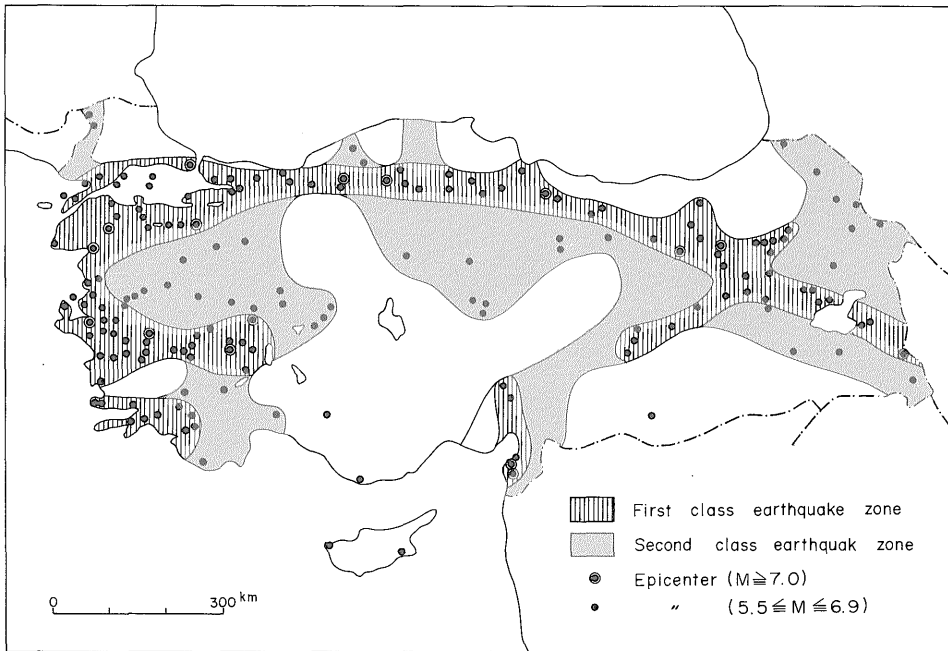 First class earthquake zone
Second class earthquak zone
Epicenter (M≧7.0)
〃 (5.5≦M≦6.9)
0 300 km